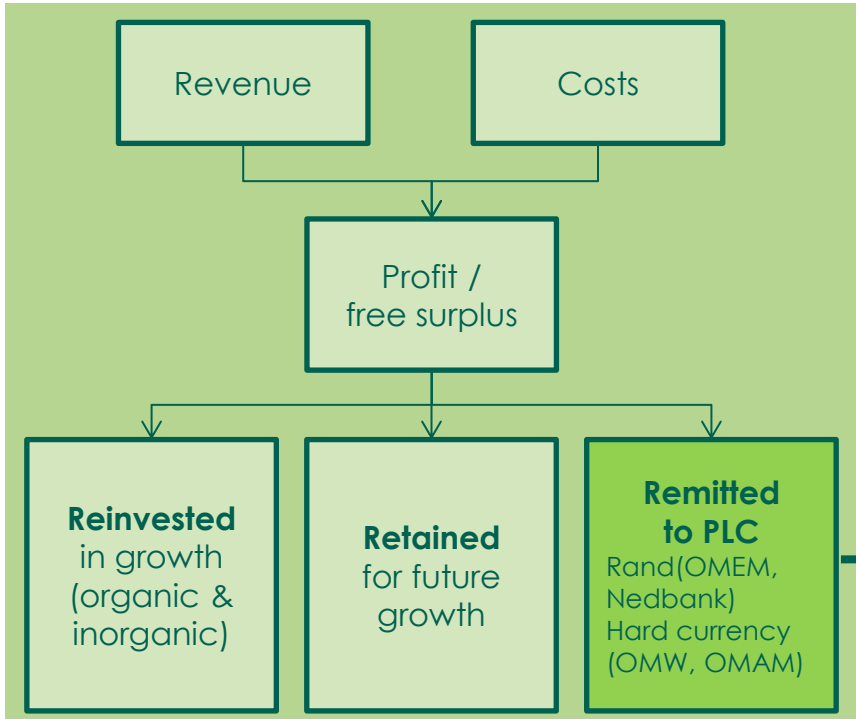 Revenue
Costs
Profit /
free surplus
Reinvested
in growth
(organic &
inorganic)
Retained
for future
growth
Remitted
to PLC
Rand(OMEM,
Nedbank)
Hard currency
(OMW, OMAM)